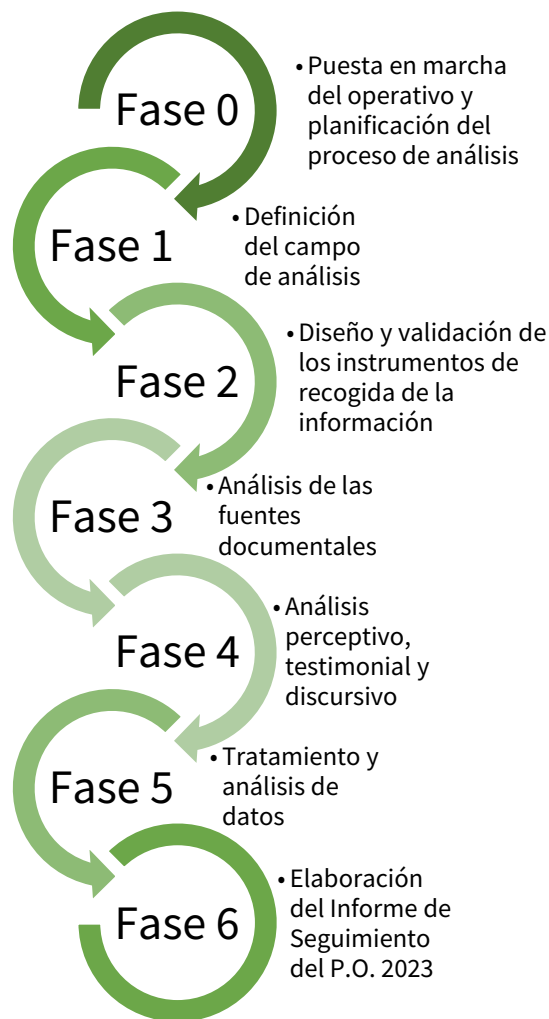 Fase 0
• Puesta en marcha
del operativo y
planificación del
proceso de análisis
Fase 1
• Definición
del campo
de análisis
Fase 2
• Diseño y validación de
los instrumentos de
recogida de la
información
Fase 3
• Análisis de las
fuentes
documentales
Fase 4
• Análisis
perceptivo,
testimonial y
discursivo
Fase 5
• Tratamiento y
análisis de
datos
Fase 6
• Elaboración
del Informe de
Seguimiento
del P.O. 2023